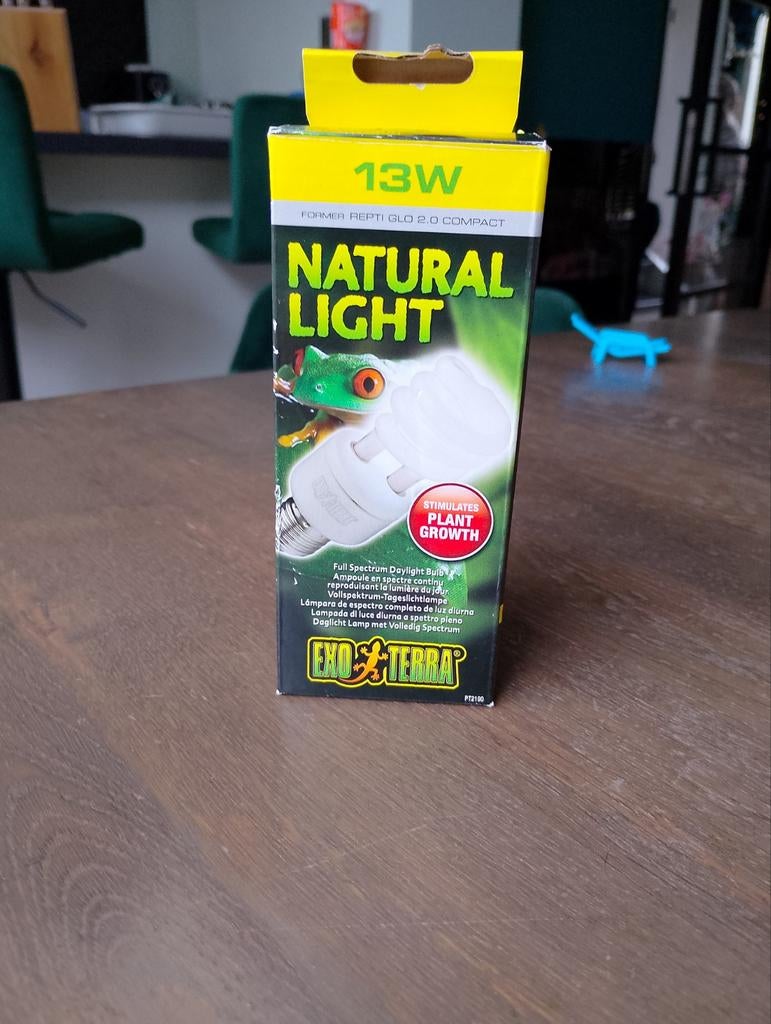 13W
FORMER REPTI GLO 2.0 COMPACT
NATURAL
LIGHT
STIMULATES
PLANT
GROWTH
Full Spectrum Daylight Bulb
Ampoule en spectre continu
reproduisant la lumière du jour
Vollspektrum-Tageslichtlampe
Lámpara de espectro completo de luz diurna
Lampada di luce diurna a spettro pieno
Daglicht Lamp met Volledig Spectrum
EXO TERRA®
PT2190